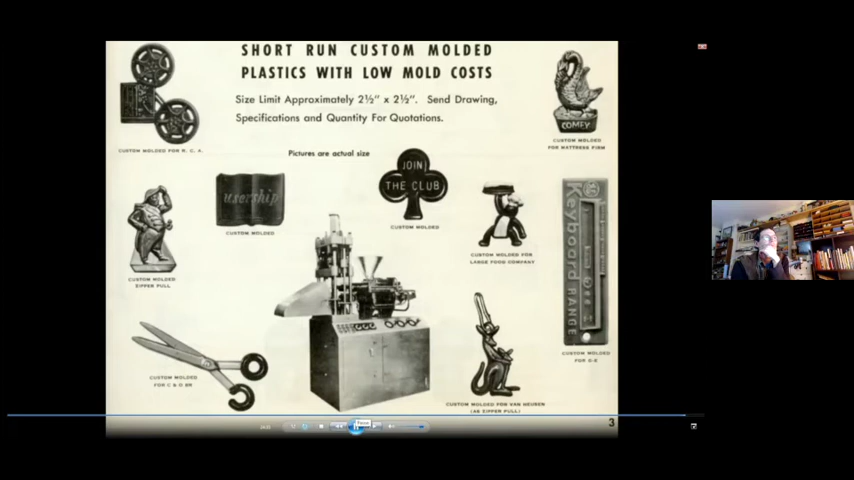 SHORT RUN CUSTOM MOLDED
PLASTICS WITH LOW MOLD COSTS
Size Limit Approximately 2½" x 2½". Send Drawing,
Specifications and Quantity For Quotations.
CUSTOM MOLDED FOR R. C. A.
Pictures are actual size
COMFY
CUSTOM MOLDED
FOR MATTRESS FIRM
usership
CUSTOM MOLDED
JOIN
THE CLUB
CUSTOM MOLDED
CUSTOM MOLDED FOR
LARGE FOOD COMPANY
Keyboard RANGE
CUSTOM MOLDED
ZIPPER PULL
CUSTOM MOLDED
FOR G-E
CUSTOM MOLDED
FOR C & O RR
CUSTOM MOLDED FOR VAN HEUSEN
(AS ZIPPER PULL)
3
Pause